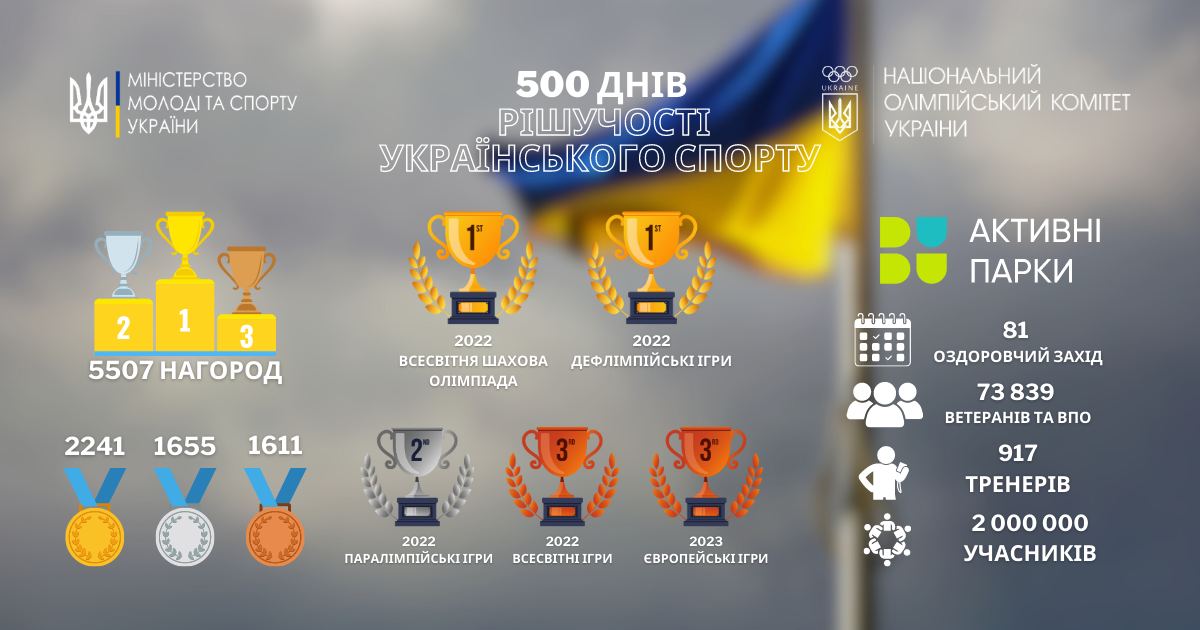 МІНІСТЕРСТВО
МОЛОДІ ТА СПОРТУ
УКРАЇНИ
500 ДНІВ
РІШУЧОСТІ
УКРАЇНСЬКОГО СПОРТУ
UKRAINE
НАЦІОНАЛЬНИЙ
ОЛІМПІЙСЬКИЙ КОМІТЕТ
УКРАІНИ
2
1
3
5507 НАГОРОД
2241
1655
1611
1ST
2022
ВСЕСВІТНЯ ШАХОВА
ОЛІМПІАДА
1ST
2022
ДЕФЛІМПІЙСЬКІ ІГРИ
2ND
2022
ПАРАЛІМПІЙСЬКІ ІГРИ
3RD
2022
ВСЕСВІТНІ ІГРИ
3RD
2023
ЄВРОПЕЙСЬКІ ІГРИ
АКТИВНІ
ПАРКИ
81
ОЗДОРОВЧИЙ ЗАХІД
73 839
ВЕТЕРАНІВ ТА ВПО
917
ТРЕНЕРІВ
2 000 000
УЧАСНИКІВ